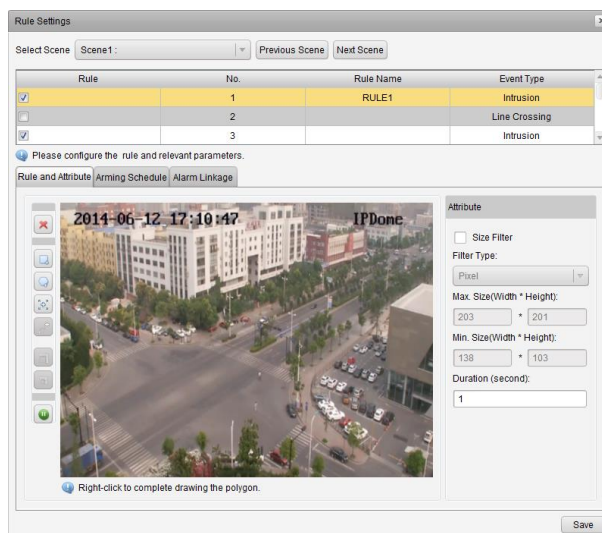 Rule Settings
Select Scene Scene1 : Previous Scene Next Scene
Rule No. Rule Name Event Type
1 RULE1 Intrusion
2 Line Crossing
3 Intrusion
Please configure the rule and relevant parameters.
Rule and Attribute Arming Schedule Alarm Linkage
2014-06-12 17:10:47 IPDome
Attribute
Size Filter
Filter Type:
Pixel
Max. Size(Width * Height):
203 * 201
Min. Size(Width * Height):
138 * 103
Duration (second):
1
Right-click to complete drawing the polygon.
Save